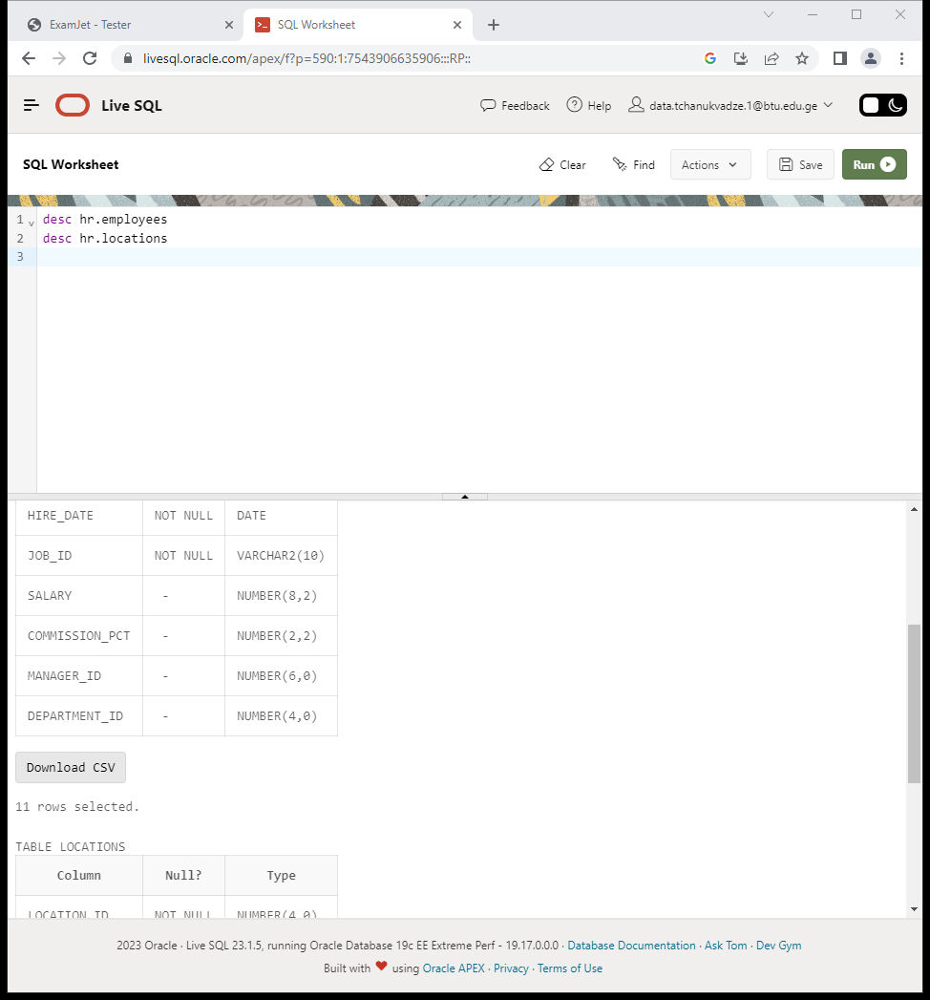 ExamJet - Tester
SQL Worksheet
livesql.oracle.com/apex/f?p=590:1:7543906635906:::RP::
Live SQL
Feedback
Help
data.tchanukvadze.1@btu.edu.ge
SQL Worksheet
Clear
Find
Actions
Save
Run
1 desc hr.employees
2 desc hr.locations
3
HIRE_DATE NOT NULL DATE
JOB_ID NOT NULL VARCHAR2(10)
SALARY - NUMBER(8,2)
COMMISSION_PCT - NUMBER(2,2)
MANAGER_ID - NUMBER(6,0)
DEPARTMENT_ID - NUMBER(4,0)
Download CSV
11 rows selected.
TABLE LOCATIONS
Column Null? Type
LOCATION_ID NOT NULL NUMBER(4,0)
2023 Oracle · Live SQL 23.1.5, running Oracle Database 19c EE Extreme Perf - 19.17.0.0.0 · Database Documentation · Ask Tom · Dev Gym
Built with ❤ using Oracle APEX · Privacy · Terms of Use